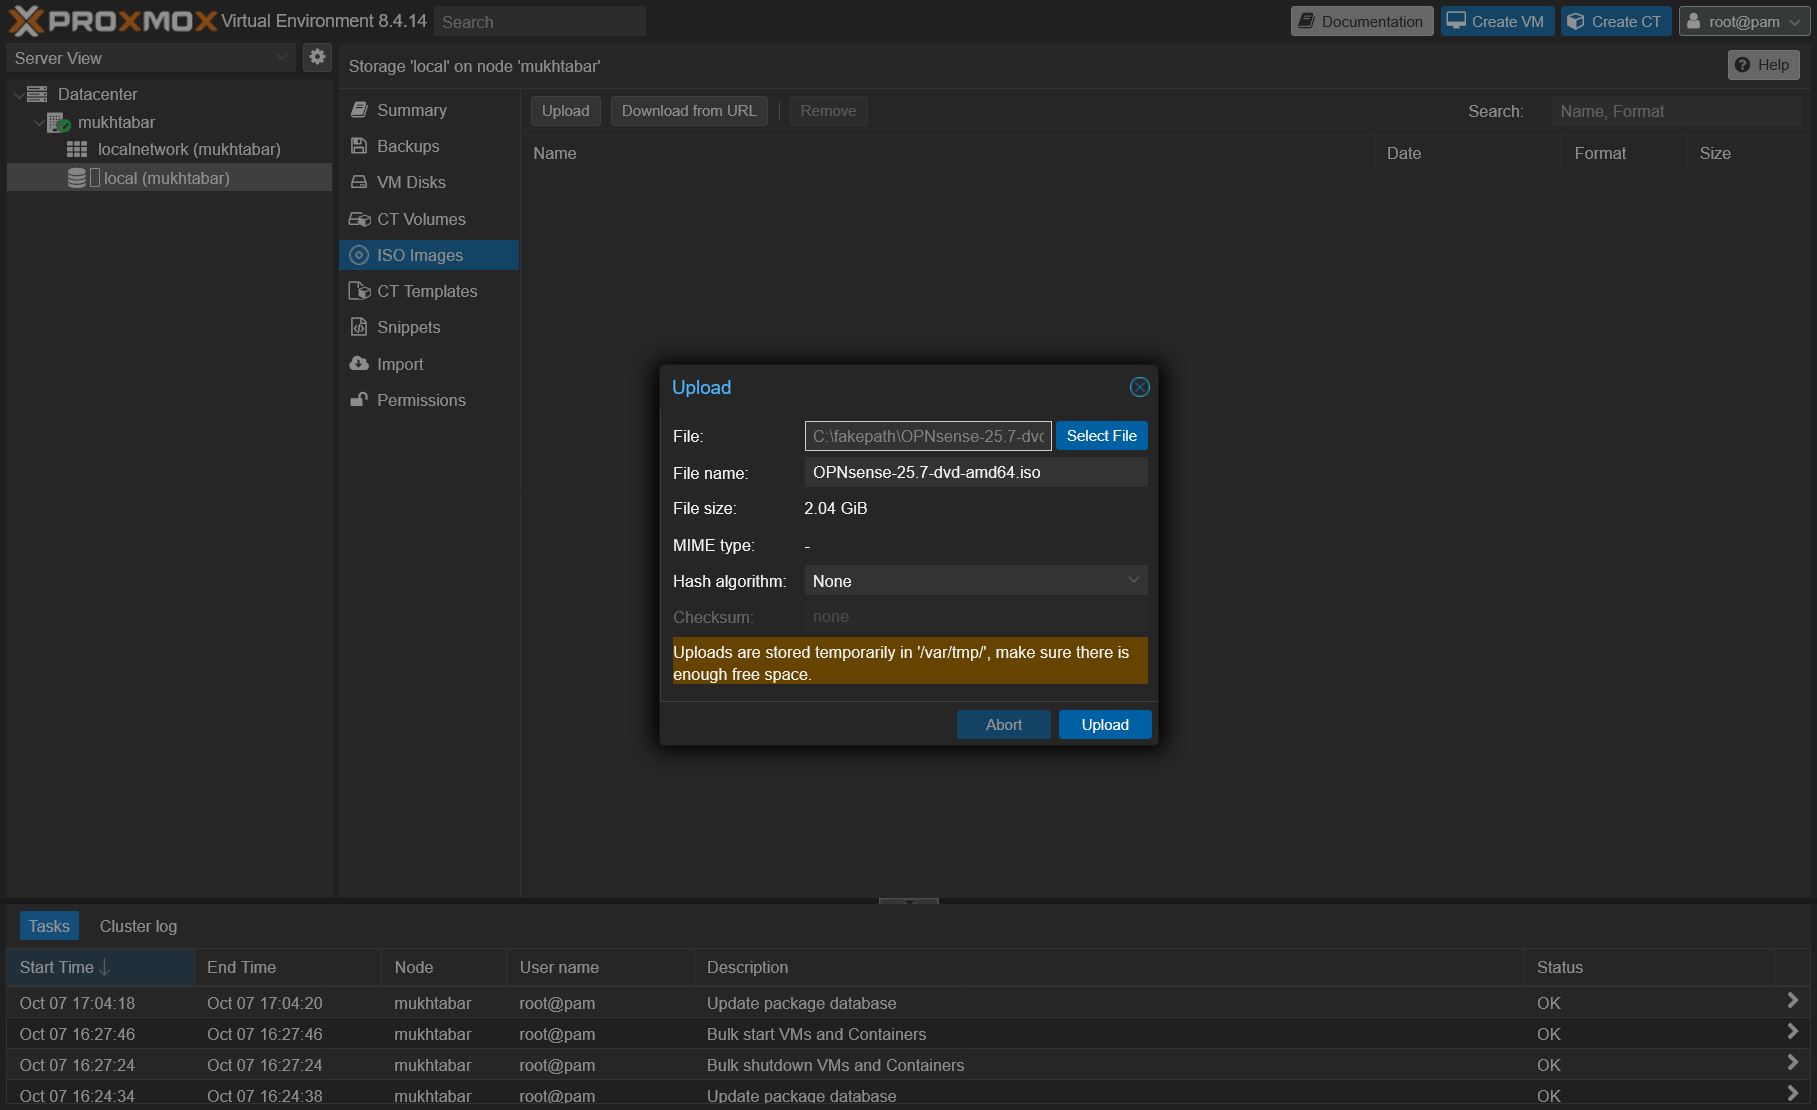 PROXMOX Virtual Environment 8.4.14 Search Documentation Create VM Create CT root@pam
Server View
Storage 'local' on node 'mukhtabar' Help
Datacenter
mukhtabar
localnetwork (mukhtabar)
local (mukhtabar)
Summary
Backups
VM Disks
CT Volumes
ISO Images
CT Templates
Snippets
Import
Permissions
Upload Download from URL Remove Search: Name, Format
Name Date Format Size
Upload
File: C:\fakepath\OPNsense-25.7-dvd Select File
File name: OPNsense-25.7-dvd-amd64.iso
File size: 2.04 GiB
MIME type: -
Hash algorithm: None
Checksum: none
Uploads are stored temporarily in '/var/tmp/', make sure there is
enough free space.
Abort Upload
Tasks Cluster log
Start Time End Time Node User name Description Status
Oct 07 17:04:18 Oct 07 17:04:20 mukhtabar root@pam Update package database OK
Oct 07 16:27:46 Oct 07 16:27:46 mukhtabar root@pam Bulk start VMs and Containers OK
Oct 07 16:27:24 Oct 07 16:27:24 mukhtabar root@pam Bulk shutdown VMs and Containers OK
Oct 07 16:24:34 Oct 07 16:24:38 mukhtabar root@pam Update package database OK